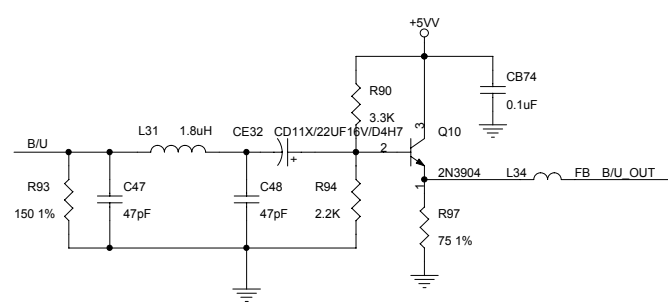 +5VV
CB74
0.1uF
R90
3.3K
3
Q10
L31 1.8uH
CE32 CD11X/22UF16V/D4H7
B/U
2
+
2N3904
L34 FB B/U_OUT
1
R93
150 1%
C47
47pF
C48
47pF
R94
2.2K
R97
75 1%